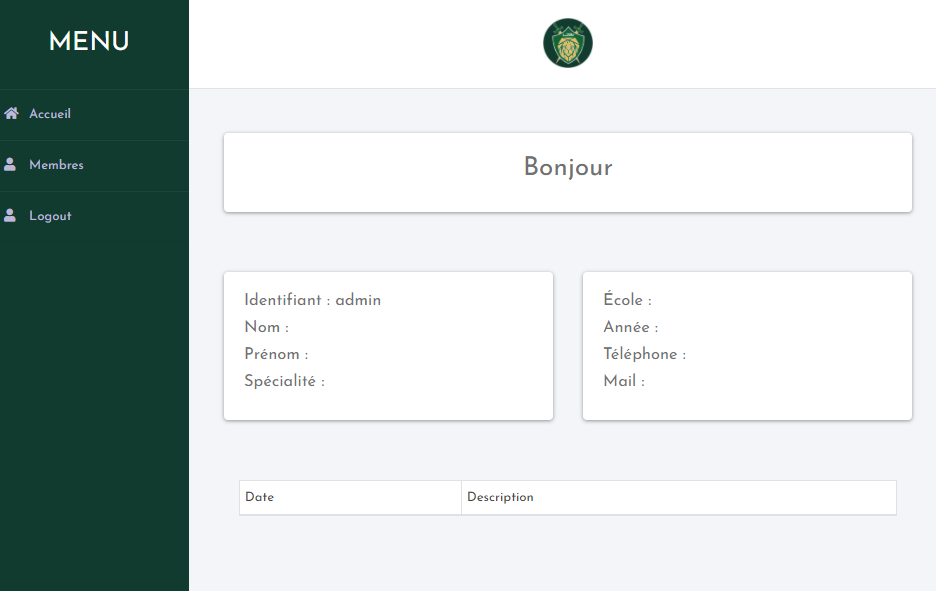 MENU
Accueil
Membres
Logout
Bonjour
Identifiant : admin
Nom :
Prénom :
Spécialité :
École :
Année :
Téléphone :
Mail :
Date
Description